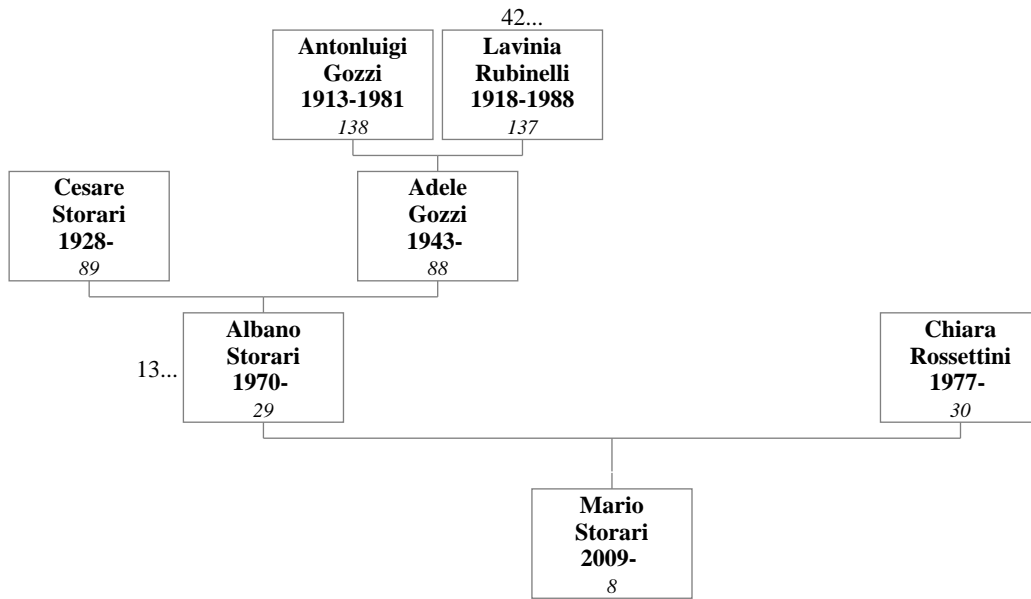 42...
Antonluigi
Gozzi
1913-1981
138
Lavinia
Rubinelli
1918-1988
137
Cesare
Storari
1928-
89
Adele
Gozzi
1943-
88
13...
Albano
Storari
1970-
29
Chiara
Rossettini
1977-
30
Mario
Storari
2009-
8